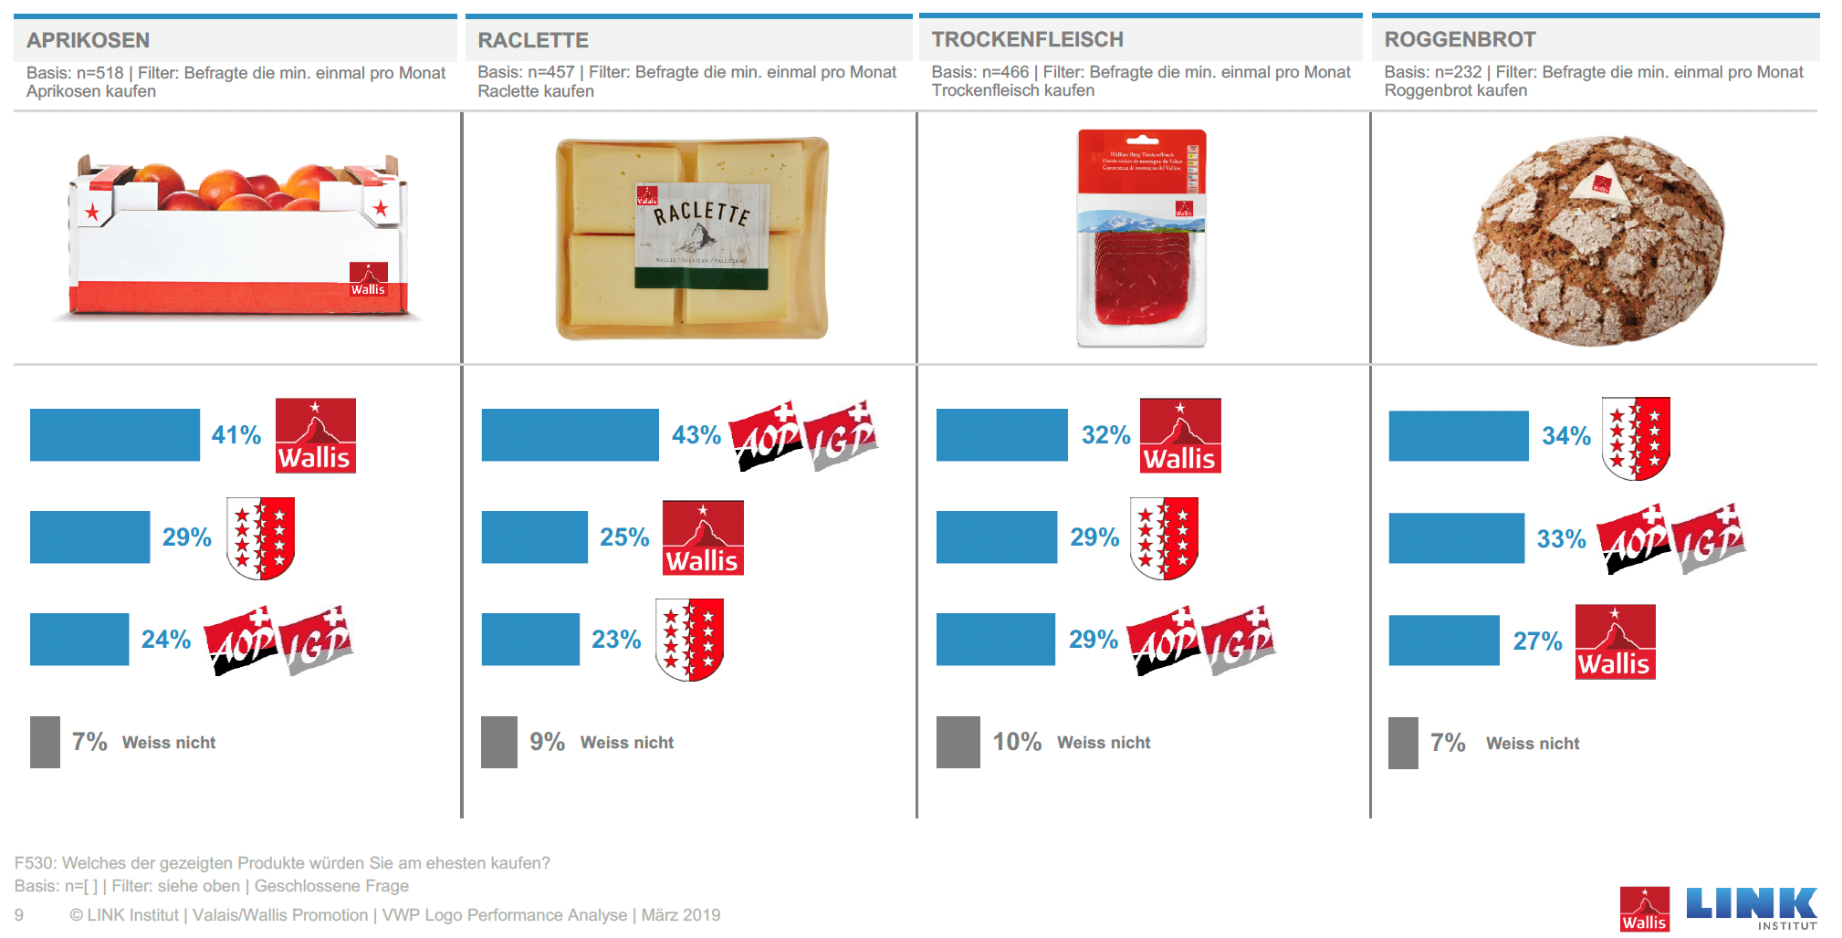 APRIKOSEN
Basis: n=518 | Filter: Befragte die min. einmal pro Monat
Aprikosen kaufen
RACLETTE
Basis: n=457 | Filter: Befragte die min. einmal pro Monat
Raclette kaufen
TROCKENFLEISCH
Basis: n=466 | Filter: Befragte die min. einmal pro Monat
Trockenfleisch kaufen
ROGGENBROT
Basis: n=232 | Filter: Befragte die min. einmal pro Monat
Roggenbrot kaufen
Wallis
Valais
RACLETTE
Wallis
Wallis
41%
Wallis
29%
24%
AOP IGP
7% Weiss nicht
43%
AOP IGP
25%
Wallis
23%
9% Weiss nicht
32%
Wallis
29%
29%
AOP IGP
10% Weiss nicht
34%
33%
AOP IGP
27%
Wallis
7% Weiss nicht
F530: Welches der gezeigten Produkte würden Sie am ehesten kaufen?
Basis: n=[ ] | Filter: siehe oben | Geschlossene Frage
9 © LINK Institut | Valais/Wallis Promotion | VWP Logo Performance Analyse | März 2019
Wallis
LINK
INSTITUT